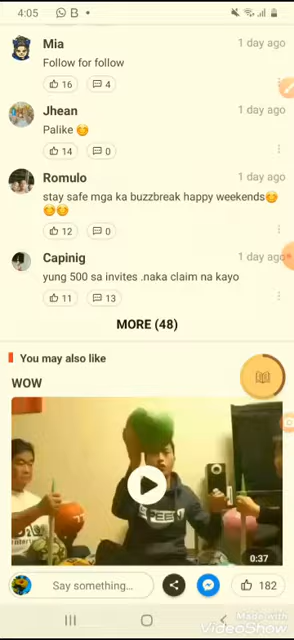 4:05
Mia
1 day ago
Follow for follow
16
4
Jhean
1 day ago
Palike 😊
14
0
Romulo
1 day ago
stay safe mga ka buzzbreak happy weekends😊
😊😊
12
0
Capinig
1 day ago
yung 500 sa invites .naka claim na kayo
11
13
MORE (48)
You may also like
WOW
0:37
Say something...
182
Made with
VideoShow